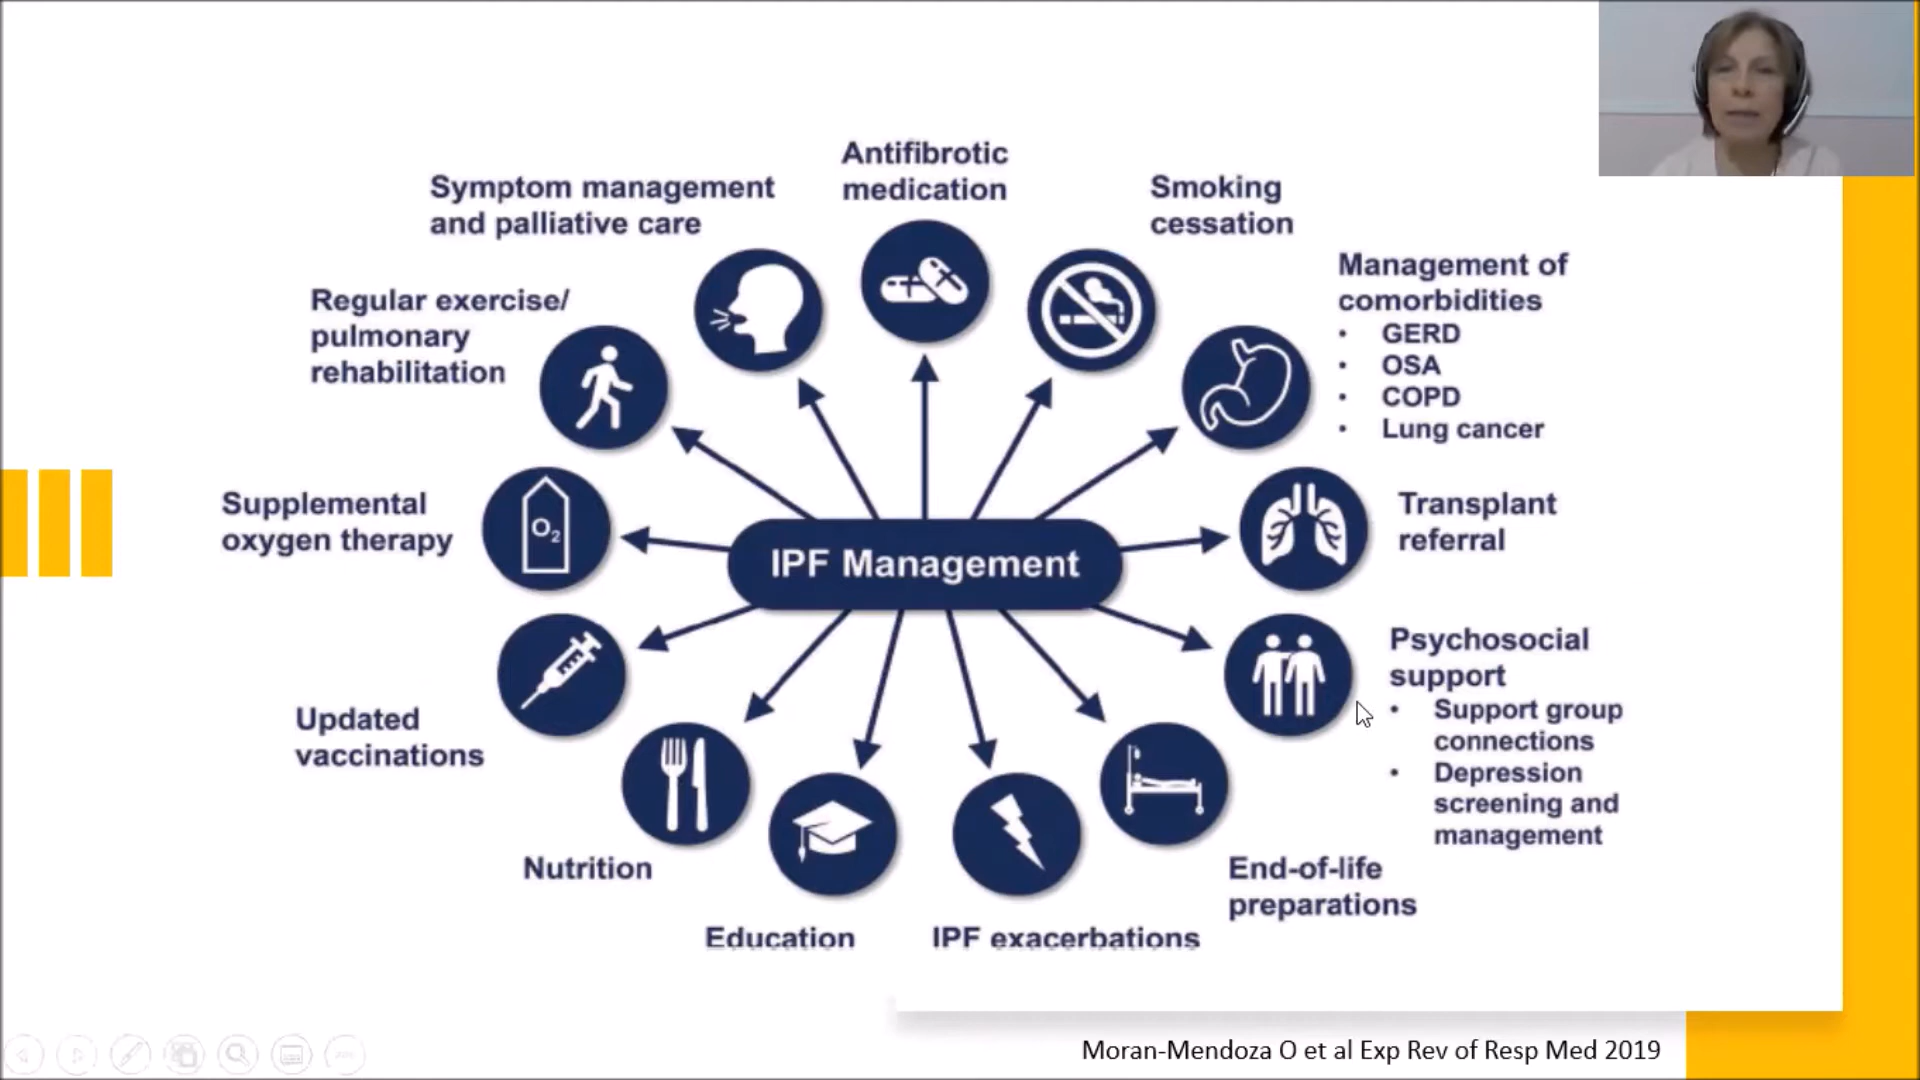 Antifibrotic
medication
Symptom management
and palliative care
Smoking
cessation
Regular exercise/
pulmonary
rehabilitation
Management of
comorbidities
• GERD
• OSA
• COPD
• Lung cancer
Supplemental
oxygen therapy
O2
Transplant
referral
IPF Management
Psychosocial
support
• Support group
connections
• Depression
screening and
management
Updated
vaccinations
Nutrition
End-of-life
preparations
Education
IPF exacerbations
Moran-Mendoza O et al Exp Rev of Resp Med 2019